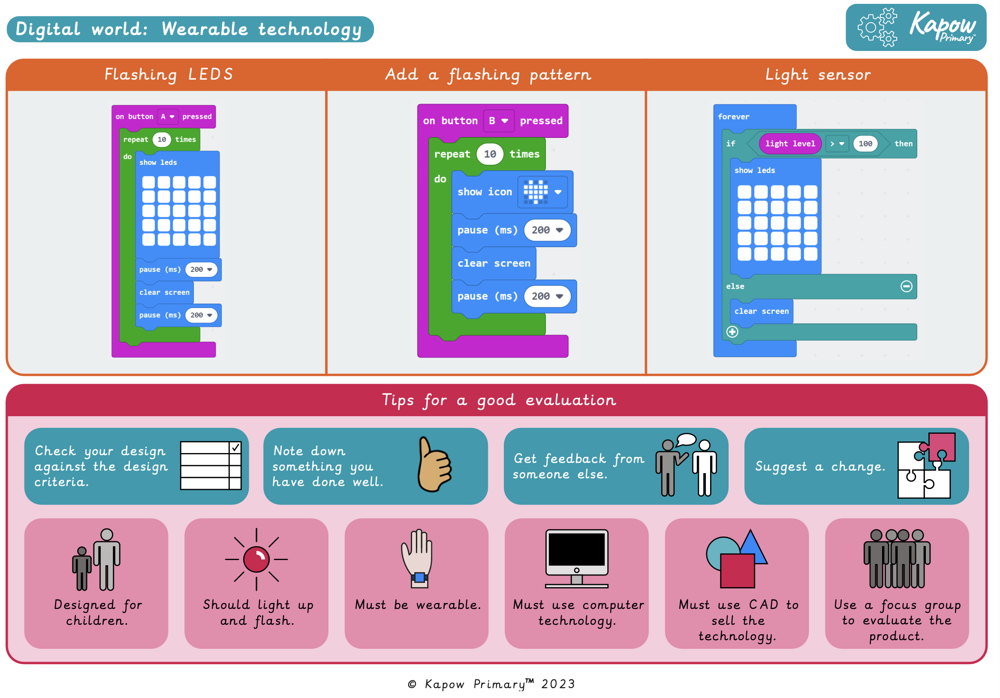 Digital world: Wearable technology
Kapow
Primary™
Flashing LEDS
on button A pressed
repeat 10 times
do
show leds
pause (ms) 200
clear screen
pause (ms) 200
Add a flashing pattern
on button B pressed
repeat 10 times
do
show icon
pause (ms) 200
clear screen
pause (ms) 200
Light sensor
forever
if light level > 100 then
show leds
else
clear screen
Tips for a good evaluation
Check your design
against the design
criteria.
Note down
something you
have done well.
Get feedback from
someone else.
Suggest a change.
Designed for
children.
Should light up
and flash.
Must be wearable.
Must use computer
technology.
Must use CAD to
sell the
technology.
Use a focus group
to evaluate the
product.
© Kapow Primary™ 2023